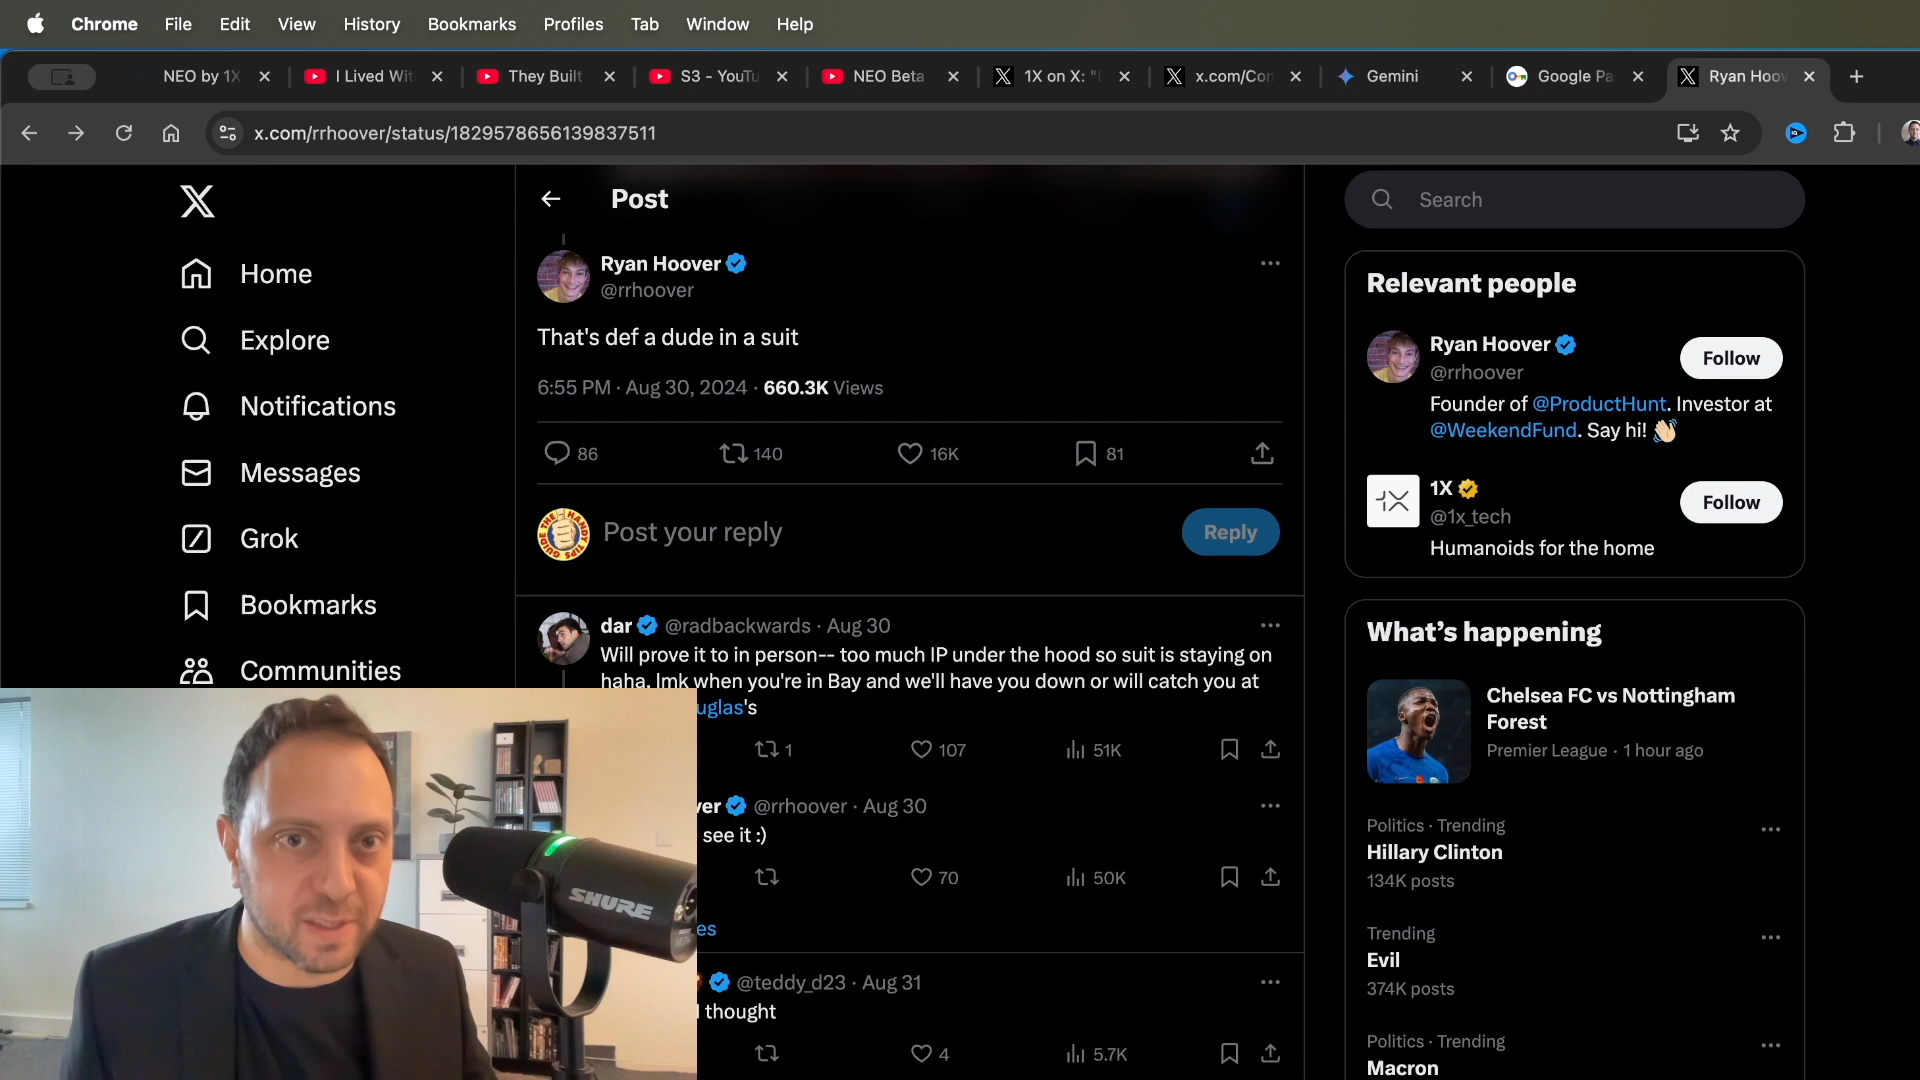 Chrome File Edit View History Bookmarks Profiles Tab Window Help
NEO by 1X I Lived Wit They Built S3 - YouTu NEO Beta 1X on X: "I x.com/Con Gemini Google Pa Ryan Hoov
x.com/rrhoover/status/1829578656139837511
Home
Explore
Notifications
Messages
Grok
Bookmarks
Communities
Post
Ryan Hoover
@rrhoover
That's def a dude in a suit
6:55 PM · Aug 30, 2024 · 660.3K Views
86 140 16K 81
THE HANDY TIPS GUIDE
Post your reply
Reply
dar @radbackwards · Aug 30
Will prove it to in person-- too much IP under the hood so suit is staying on
haha. lmk when you're in Bay and we'll have you down or will catch you at
uglas's
1 107 51K
ver @rrhoover · Aug 30
see it :)
70 50K
es
@teddy_d23 · Aug 31
thought
4 5.7K
SHURE
Search
Relevant people
Ryan Hoover
@rrhoover
Follow
Founder of @ProductHunt. Investor at
@WeekendFund. Say hi! 👋🏻
1X
@1x_tech
Follow
Humanoids for the home
What's happening
Chelsea FC vs Nottingham
Forest
Premier League · 1 hour ago
Politics · Trending
Hillary Clinton
134K posts
Trending
Evil
374K posts
Politics · Trending
Macron